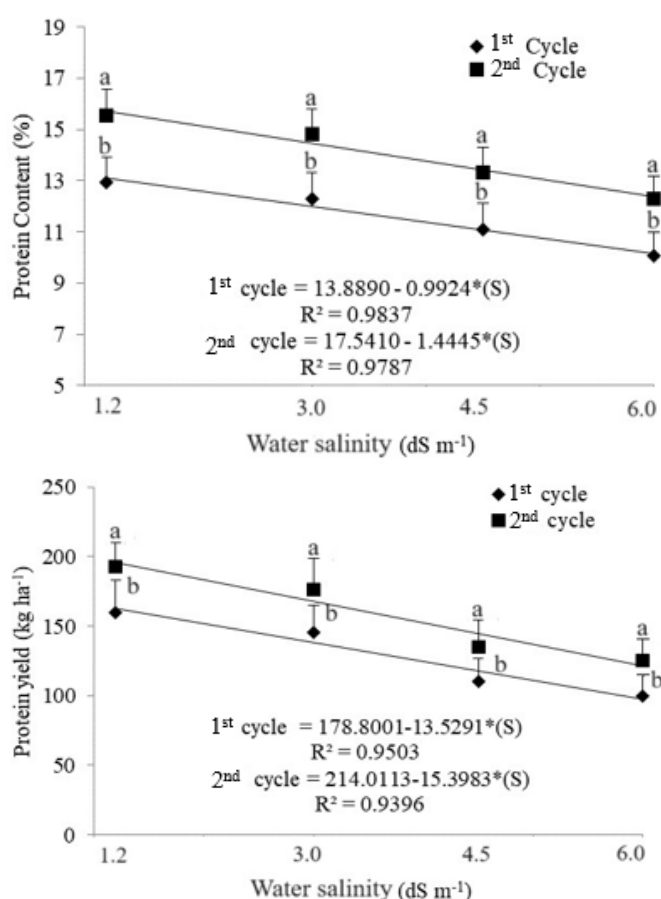 19
17
15
13
11
9
7
5
Protein Content (%)
1st Cycle
2nd Cycle
a
a
a
a
b
b
b
b
1st cycle = 13.8890 - 0.9924*(S)
R² = 0.9837
2nd cycle = 17.5410 - 1.4445*(S)
R² = 0.9787
1.2 3.0 4.5 6.0
Water salinity (dS m⁻¹)
250
200
150
100
50
0
Protein yield (kg ha⁻¹)
1st cycle
2nd cycle
a
a
a
a
b
b
b
b
1st cycle = 178.8001-13.5291*(S)
R² = 0.9503
2nd cycle = 214.0113-15.3983*(S)
R² = 0.9396
1.2 3.0 4.5 6.0
Water salinity (dS m⁻¹)